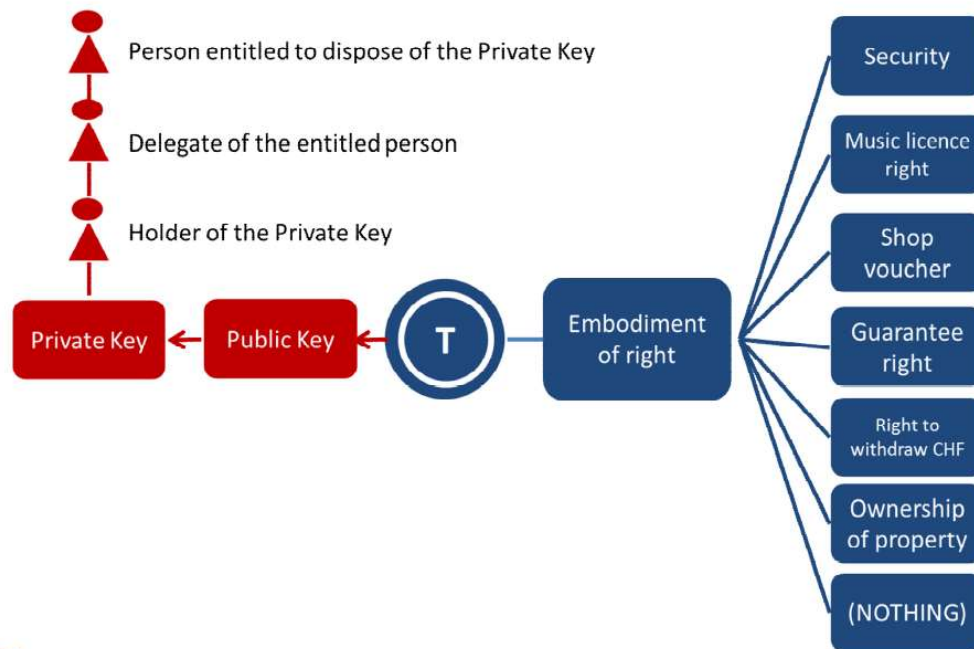 Person entitled to dispose of the Private Key
Delegate of the entitled person
Holder of the Private Key
Private Key
Public Key
T
Embodiment
of right
Security
Music licence
right
Shop
voucher
Guarantee
right
Right to
withdraw CHF
Ownership
of property
(NOTHING)